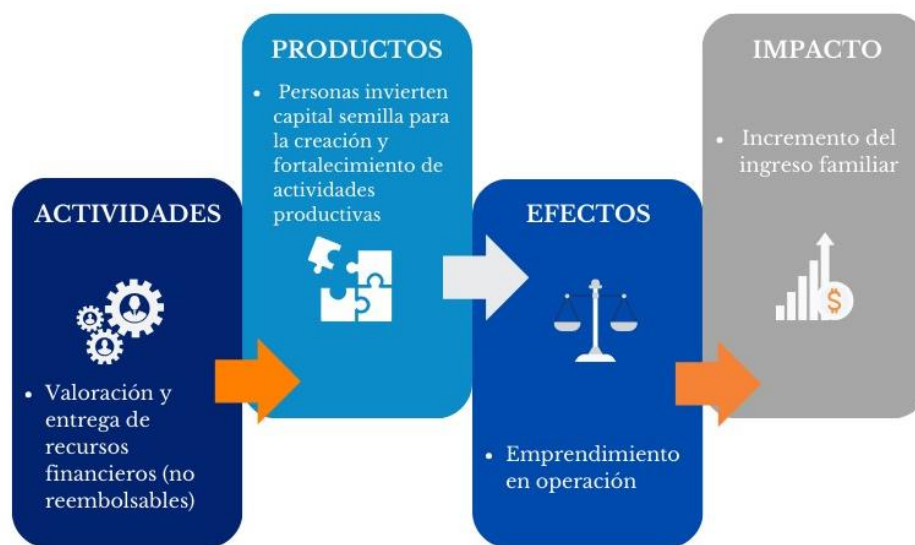 ACTIVIDADES
• Valoración y
entrega de
recursos
financieros (no
reembolsables)
PRODUCTOS
• Personas invierten
capital semilla para
la creación y
fortalecimiento de
actividades
productivas
EFECTOS
• Emprendimiento
en operación
IMPACTO
• Incremento del
ingreso familiar
$